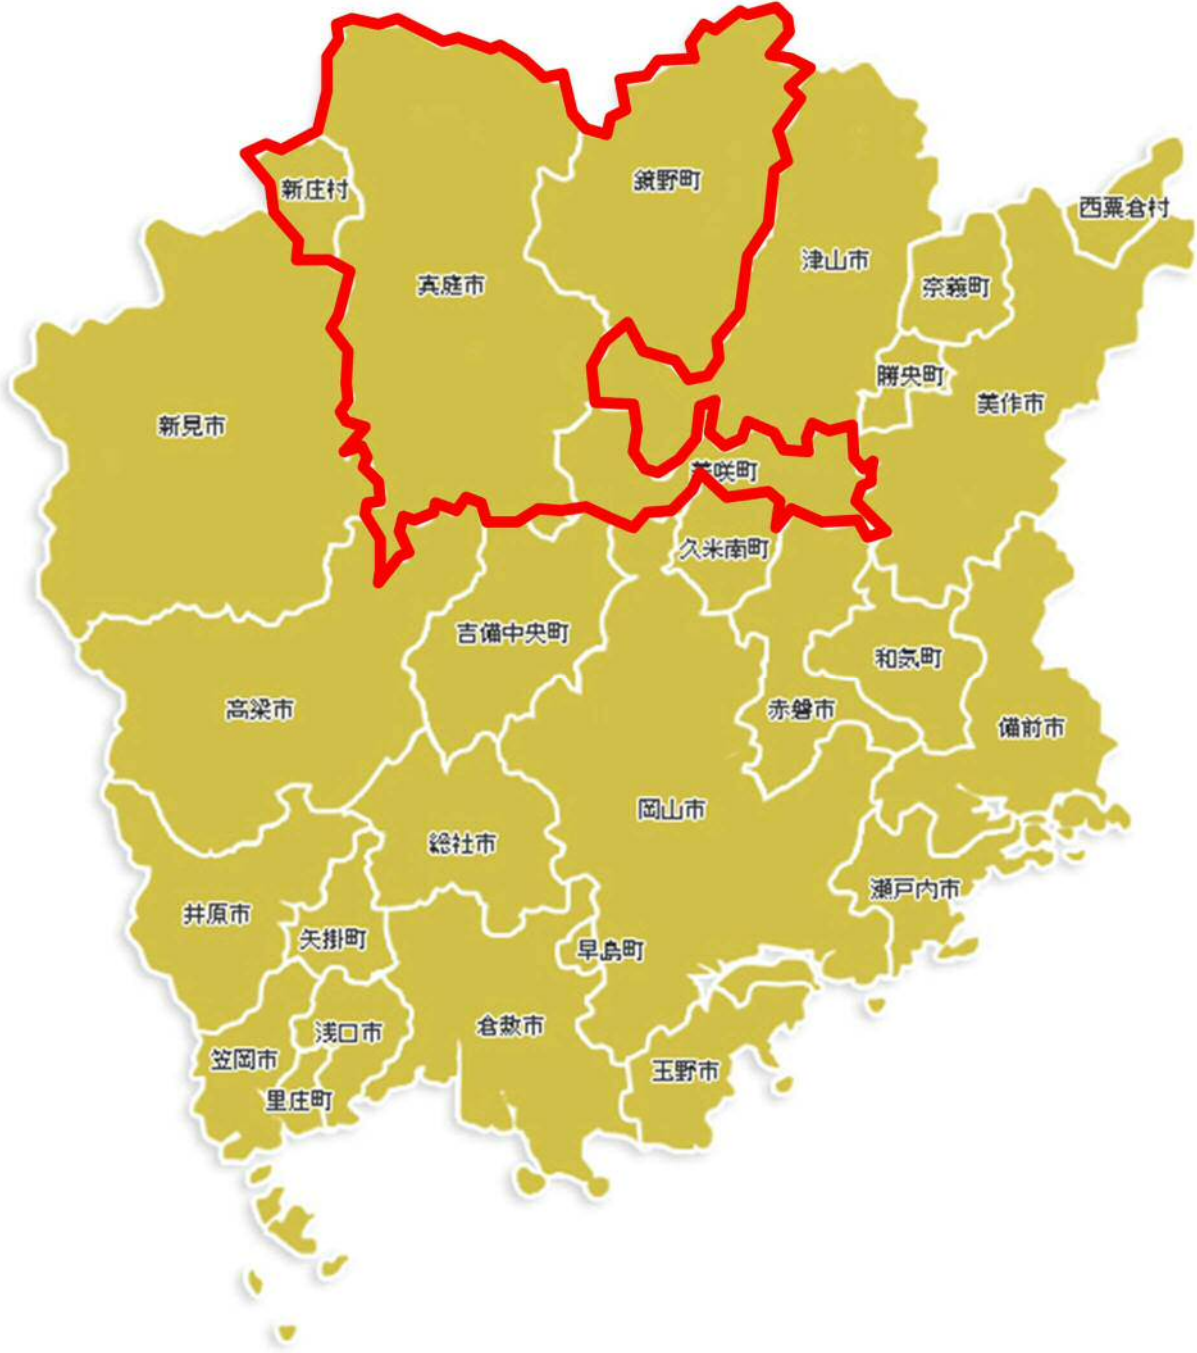 鏡野町
新庄村
西粟倉村
津山市
真庭市
奈義町
勝央町
美作市
新見市
美咲町
久米南町
吉備中央町
和気町
高梁市
赤磐市
備前市
岡山市
総社市
瀬戸内市
井原市
矢掛町
早島町
倉敷市
浅口市
笠岡市
玉野市
里庄町